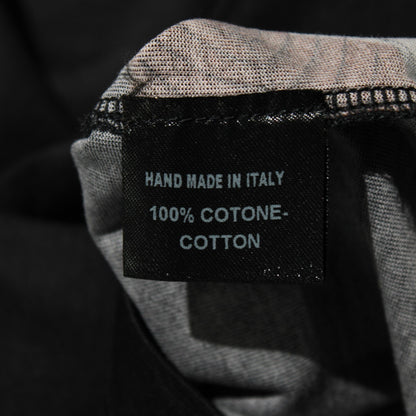 HAND MADE IN ITALY
100% COTONE-
COTTON